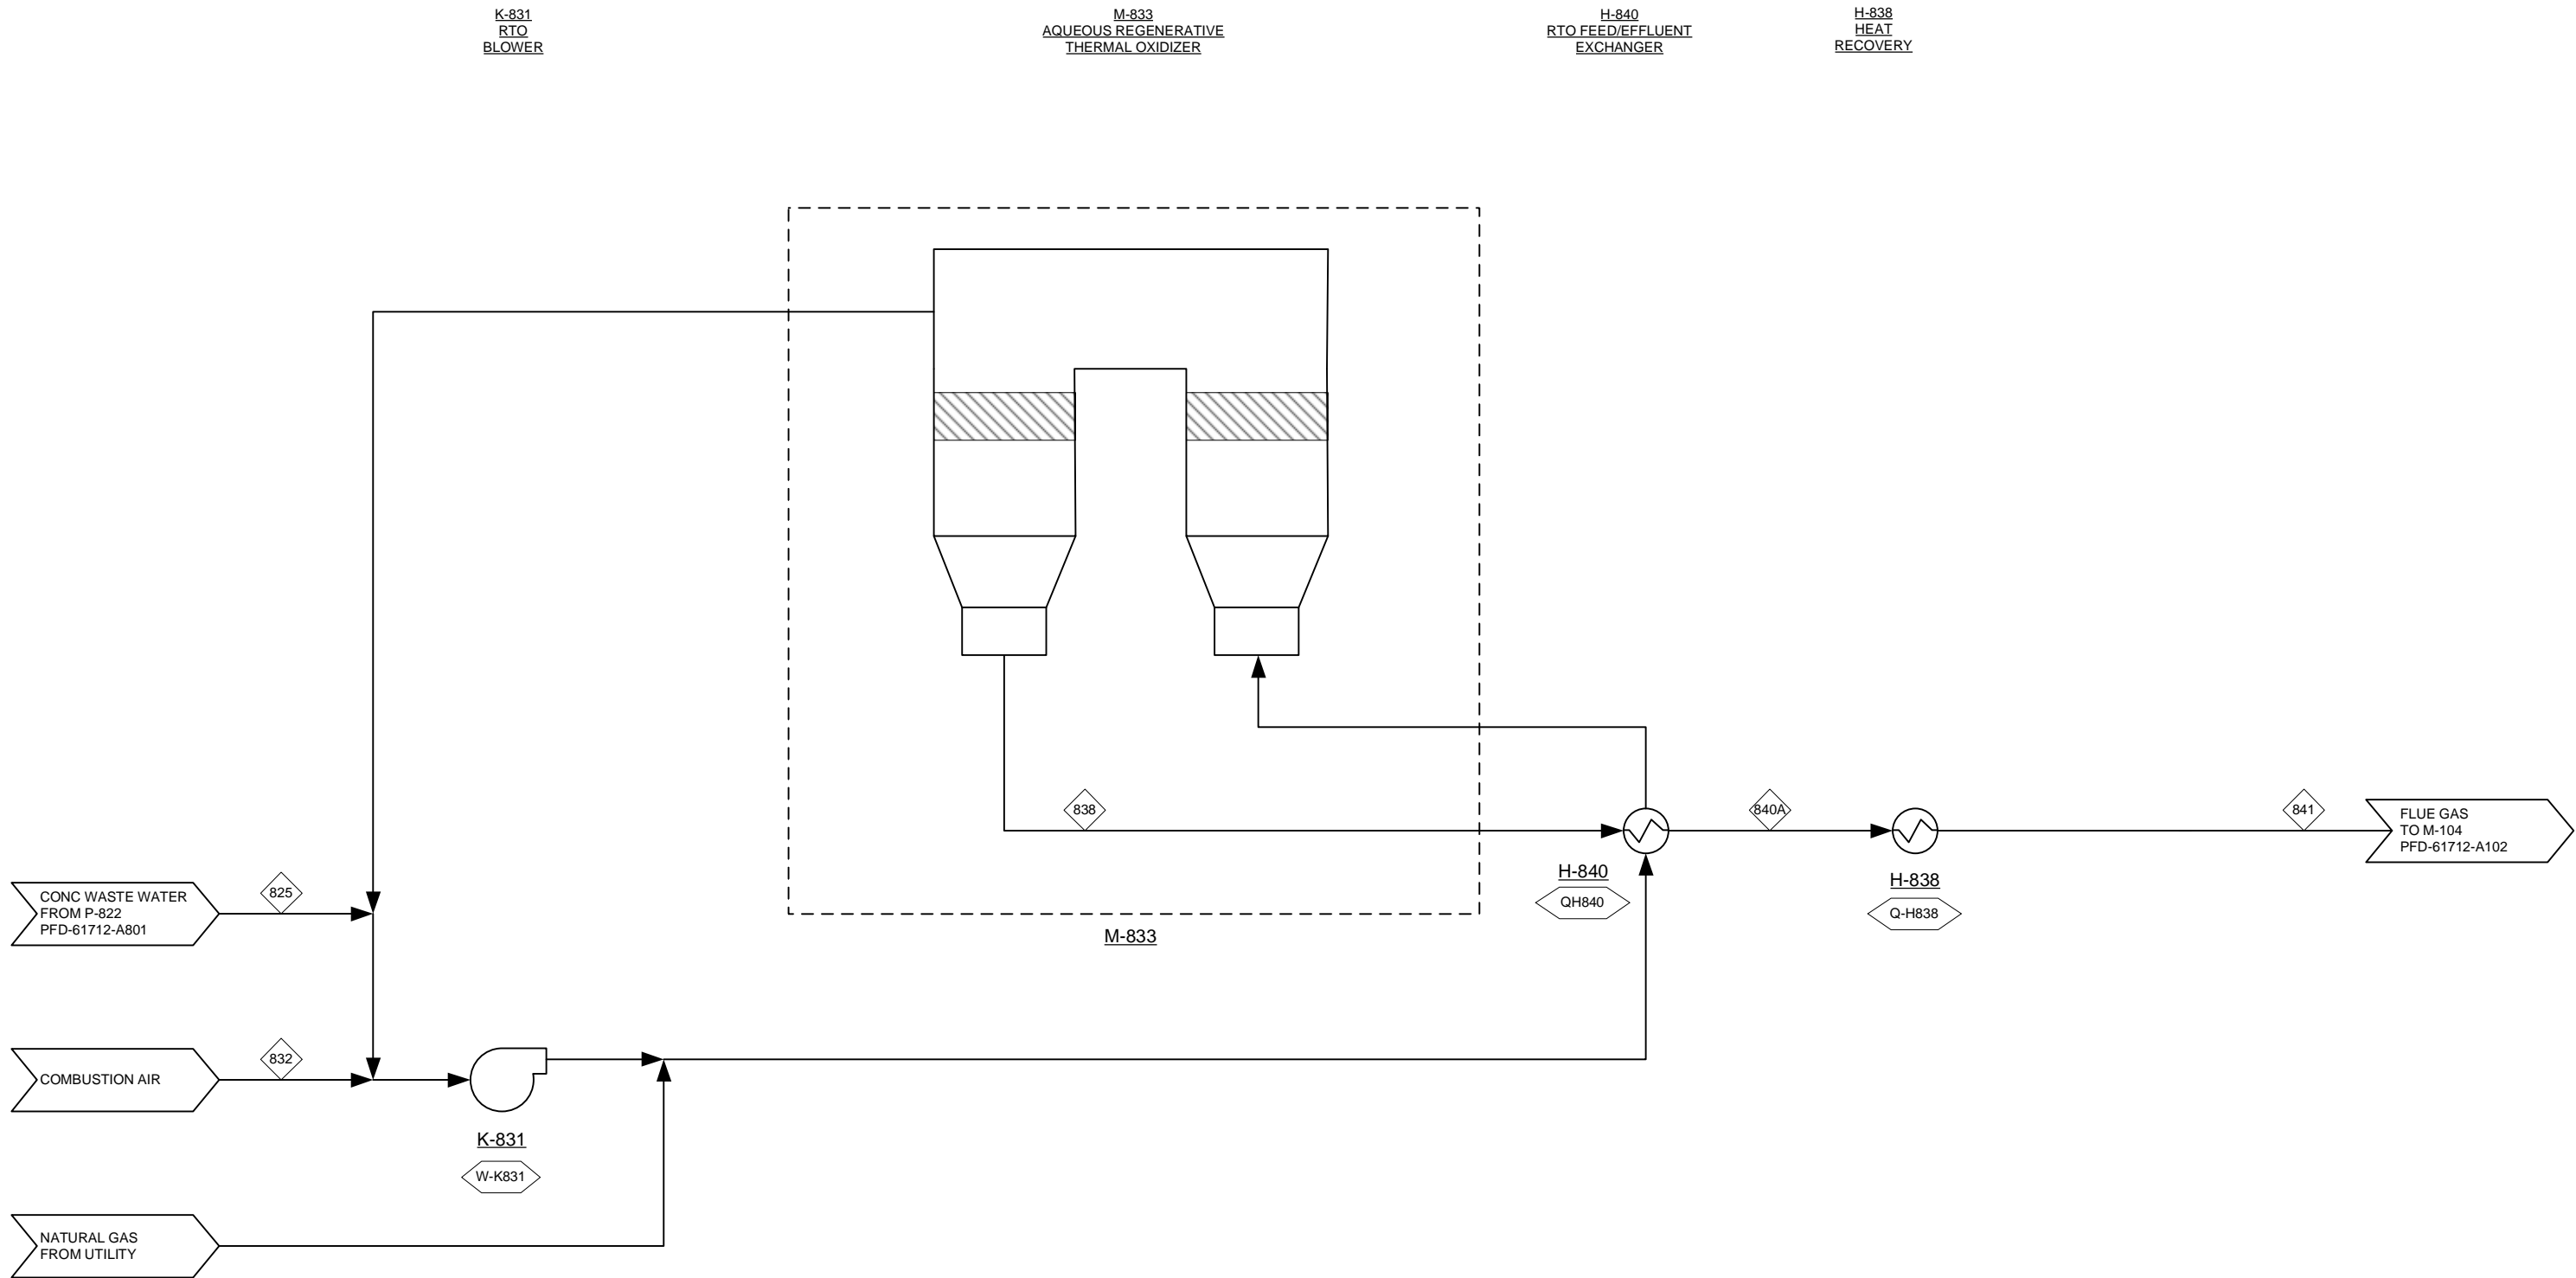 K-831
RTO
BLOWER
M-833
AQUEOUS REGENERATIVE
THERMAL OXIDIZER
H-840
RTO FEED/EFFLUENT
EXCHANGER
H-838
HEAT
RECOVERY
838
840A
841
FLUE GAS
TO M-104
PFD-61712-A102
H-840
QH840
H-838
Q-H838
825
CONC WASTE WATER
FROM P-822
PFD-61712-A801
M-833
832
COMBUSTION AIR
K-831
W-K831
NATURAL GAS
FROM UTILITY